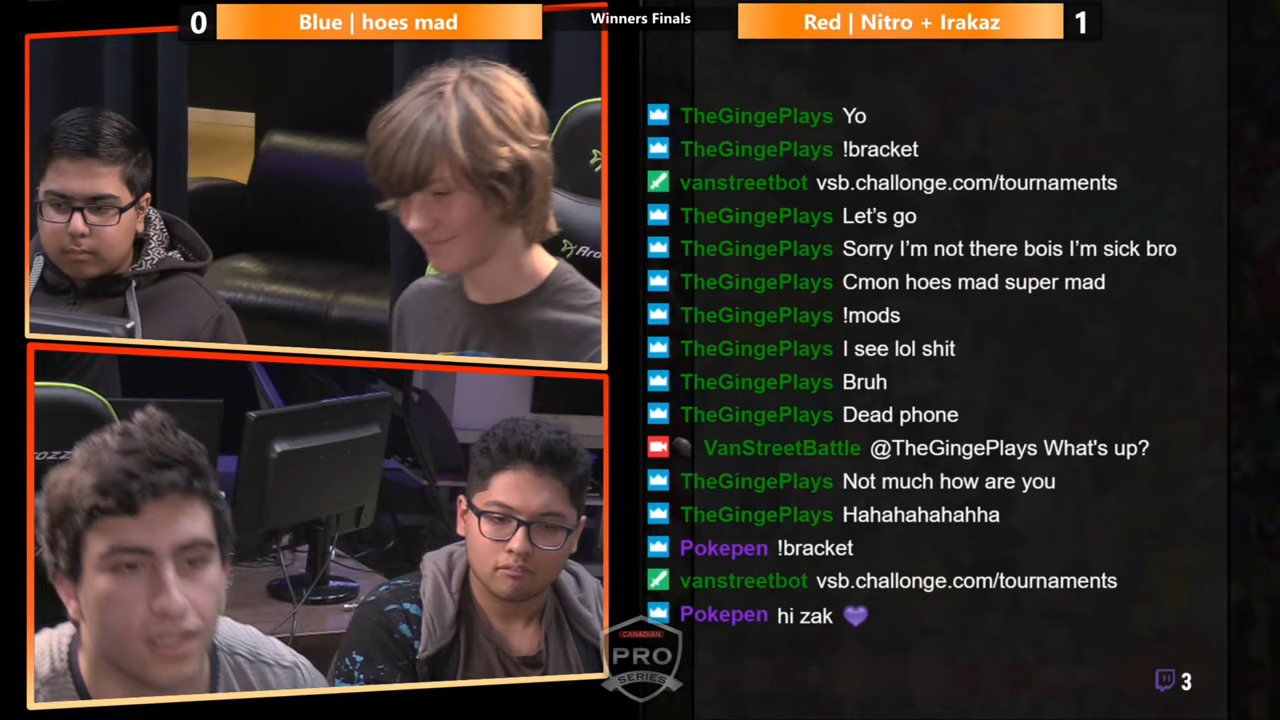 0 Blue | hoes mad Winners Finals Red | Nitro + Irakaz 1
TheGingePlays Yo
TheGingePlays !bracket
vanstreetbot vsb.challonge.com/tournaments
TheGingePlays Let's go
TheGingePlays Sorry I'm not there bois I'm sick bro
TheGingePlays Cmon hoes mad super mad
TheGingePlays !mods
TheGingePlays I see lol shit
TheGingePlays Bruh
TheGingePlays Dead phone
VanStreetBattle @TheGingePlays What's up?
TheGingePlays Not much how are you
TheGingePlays Hahahahahahha
Pokepen !bracket
vanstreetbot vsb.challonge.com/tournaments
Pokepen hi zak 💜
CANADIAN
PRO
SERIES
3